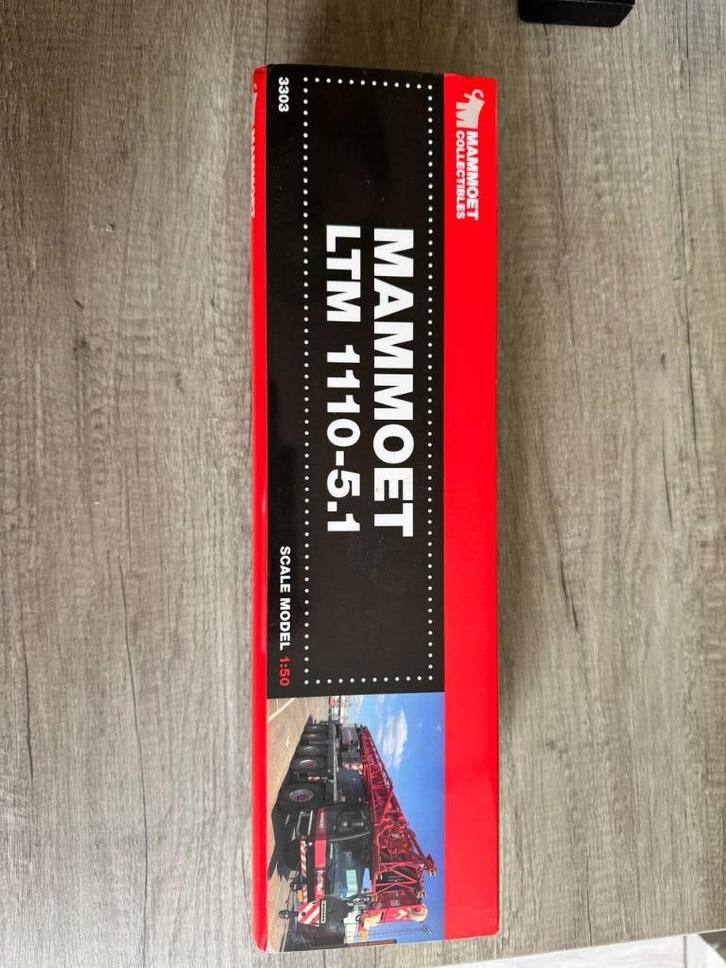 MAMMOET
COLLECTIBLES
MAMMOET
LTM 1110-5.1
3303
SCALE MODEL 1:50